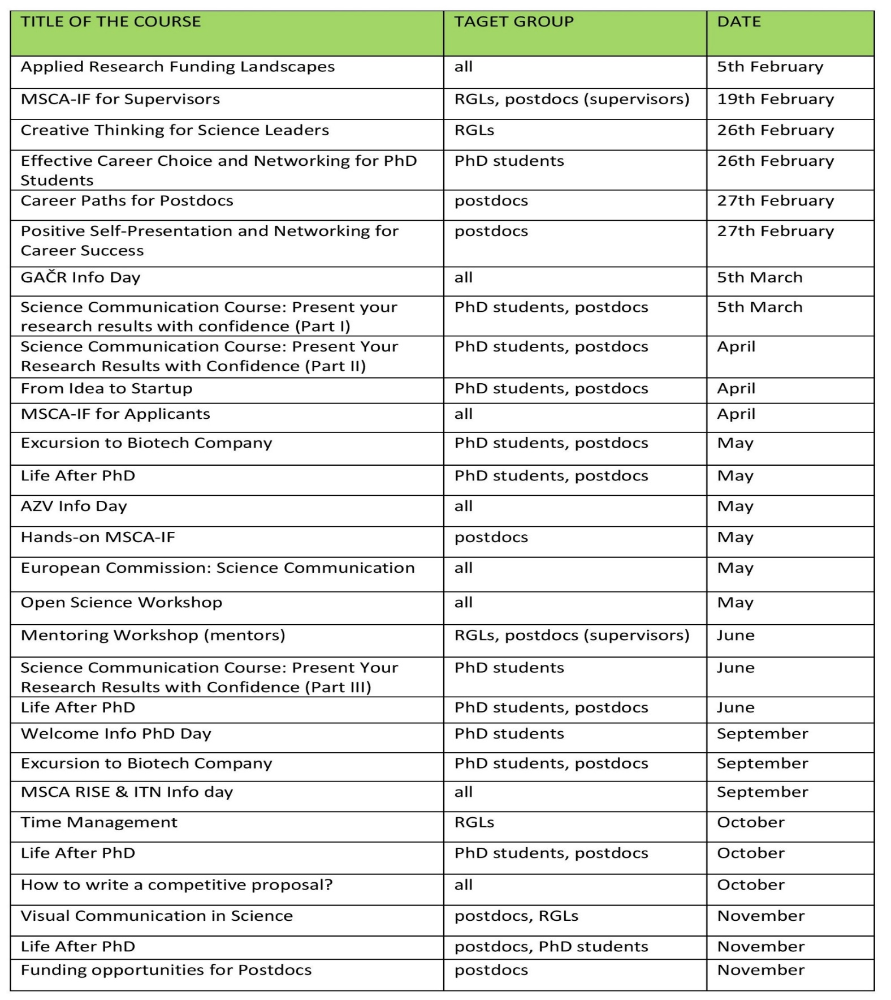 TITLE OF THE COURSE TAGET GROUP DATE
Applied Research Funding Landscapes all 5th February
MSCA-IF for Supervisors RGLs, postdocs (supervisors) 19th February
Creative Thinking for Science Leaders RGLs 26th February
Effective Career Choice and Networking for PhD PhD students 26th February
Students
Career Paths for Postdocs postdocs 27th February
Positive Self-Presentation and Networking for postdocs 27th February
Career Success
GAČR Info Day all 5th March
Science Communication Course: Present your PhD students, postdocs 5th March
research results with confidence (Part I)
Science Communication Course: Present Your PhD students, postdocs April
Research Results with Confidence (Part II)
From Idea to Startup PhD students, postdocs April
MSCA-IF for Applicants all April
Excursion to Biotech Company PhD students, postdocs May
Life After PhD PhD students, postdocs May
AZV Info Day all May
Hands-on MSCA-IF postdocs May
European Commission: Science Communication all May
Open Science Workshop all May
Mentoring Workshop (mentors) RGLs, postdocs (supervisors) June
Science Communication Course: Present Your PhD students June
Research Results with Confidence (Part III)
Life After PhD PhD students, postdocs June
Welcome Info PhD Day PhD students September
Excursion to Biotech Company PhD students, postdocs September
MSCA RISE & ITN Info day all September
Time Management RGLs October
Life After PhD PhD students, postdocs October
How to write a competitive proposal? all October
Visual Communication in Science postdocs, RGLs November
Life After PhD postdocs, PhD students November
Funding opportunities for Postdocs postdocs November